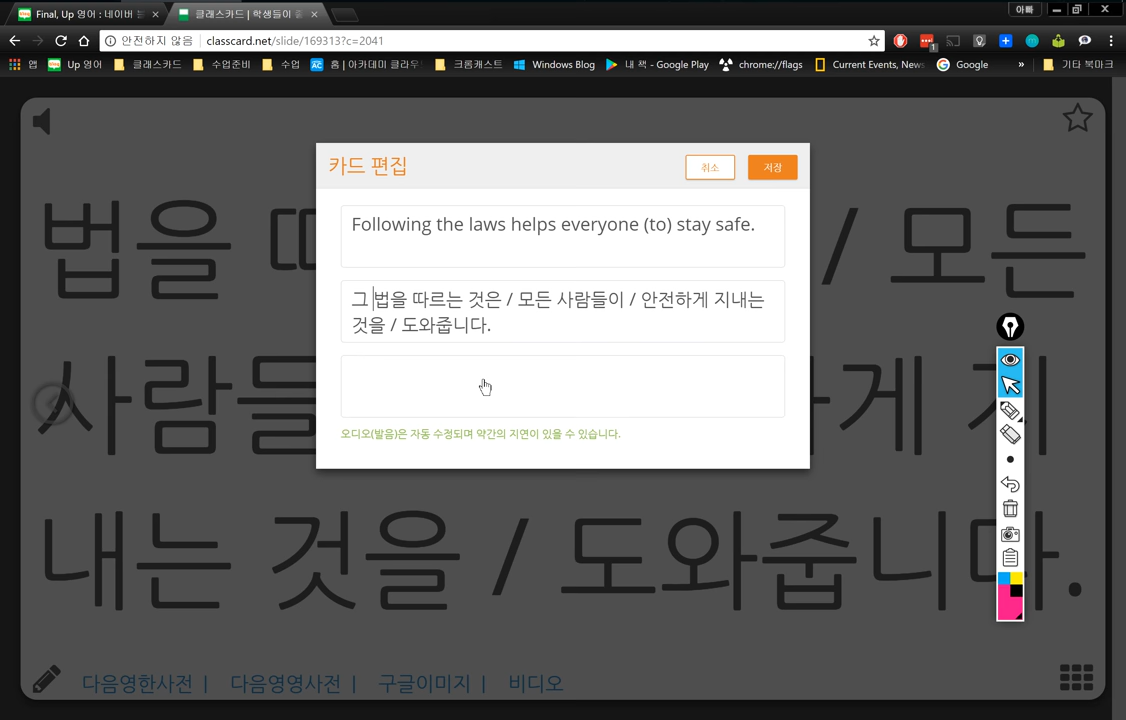 Final, Up 영어 : 네이버
클래스카드 | 학생들이
아빠
안전하지 않음 classcard.net/slide/169313?c=2041
1
앱 Up 영어 클래스카드 수업준비 수업 홈 | 아카데미 클라우 크롬캐스트 Windows Blog 내 책 - Google Play chrome://flags Current Events, News Google » 기타 북마크
카드 편집
취소 저장
Following the laws helps everyone (to) stay safe.
그 법을 따르는 것은 / 모든 사람들이 / 안전하게 지내는
것을 / 도와줍니다.
오디오(발음)은 자동 수정되며 약간의 지연이 있을 수 있습니다.
법을 / 모든
사람들 하게 지
내는 것을 / 도와줍니다.
다음영한사전 | 다음영영사전 | 구글이미지 | 비디오